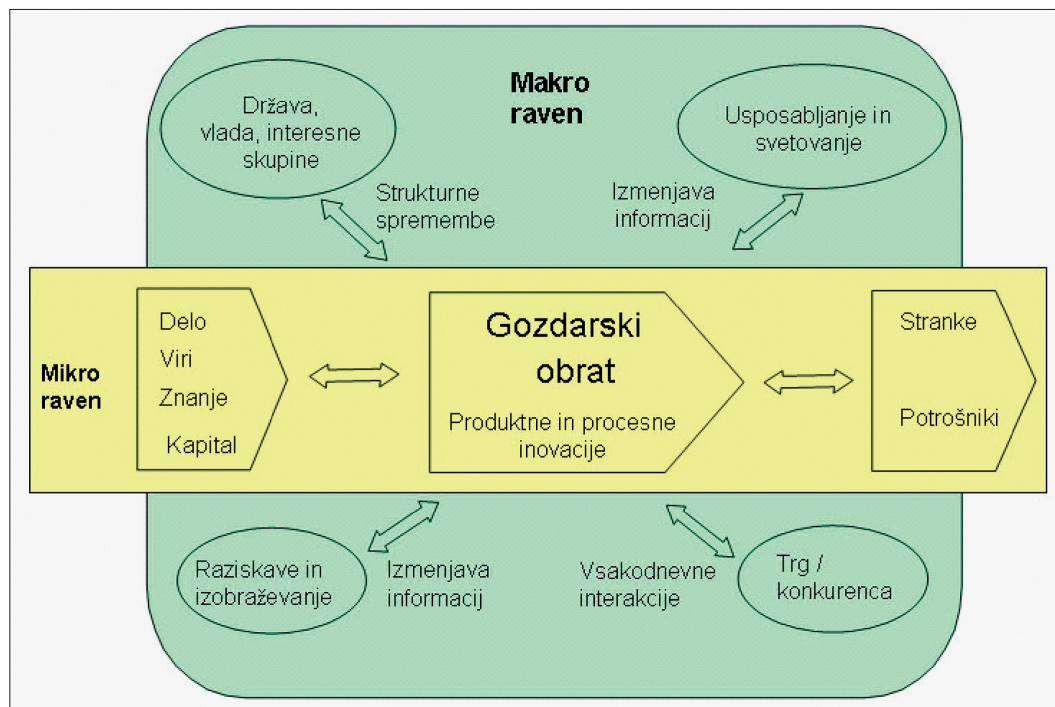 Makro
raven
Država,
vlada, interesne
skupine
Usposabljanje in
svetovanje
Strukturne
spremembe
Izmenjava
informacij
Mikro
raven
Delo
Viri
Znanje
Kapital
Gozdarski
obrat
Produktne in procesne
inovacije
Stranke
Potrošniki
Raziskave in
izobraževanje
Izmenjava
informacij
Vsakodnevne
interakcije
Trg /
konkurenca